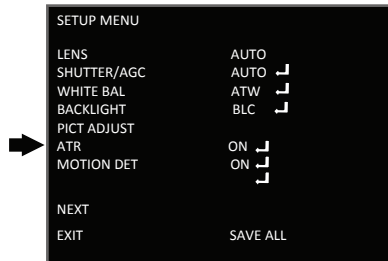 SETUP MENU
LENS AUTO
SHUTTER/AGC AUTO ↵
WHITE BAL ATW ↵
BACKLIGHT BLC ↵
PICT ADJUST
ATR ON ↵
MOTION DET ON ↵
↵
NEXT
EXIT SAVE ALL